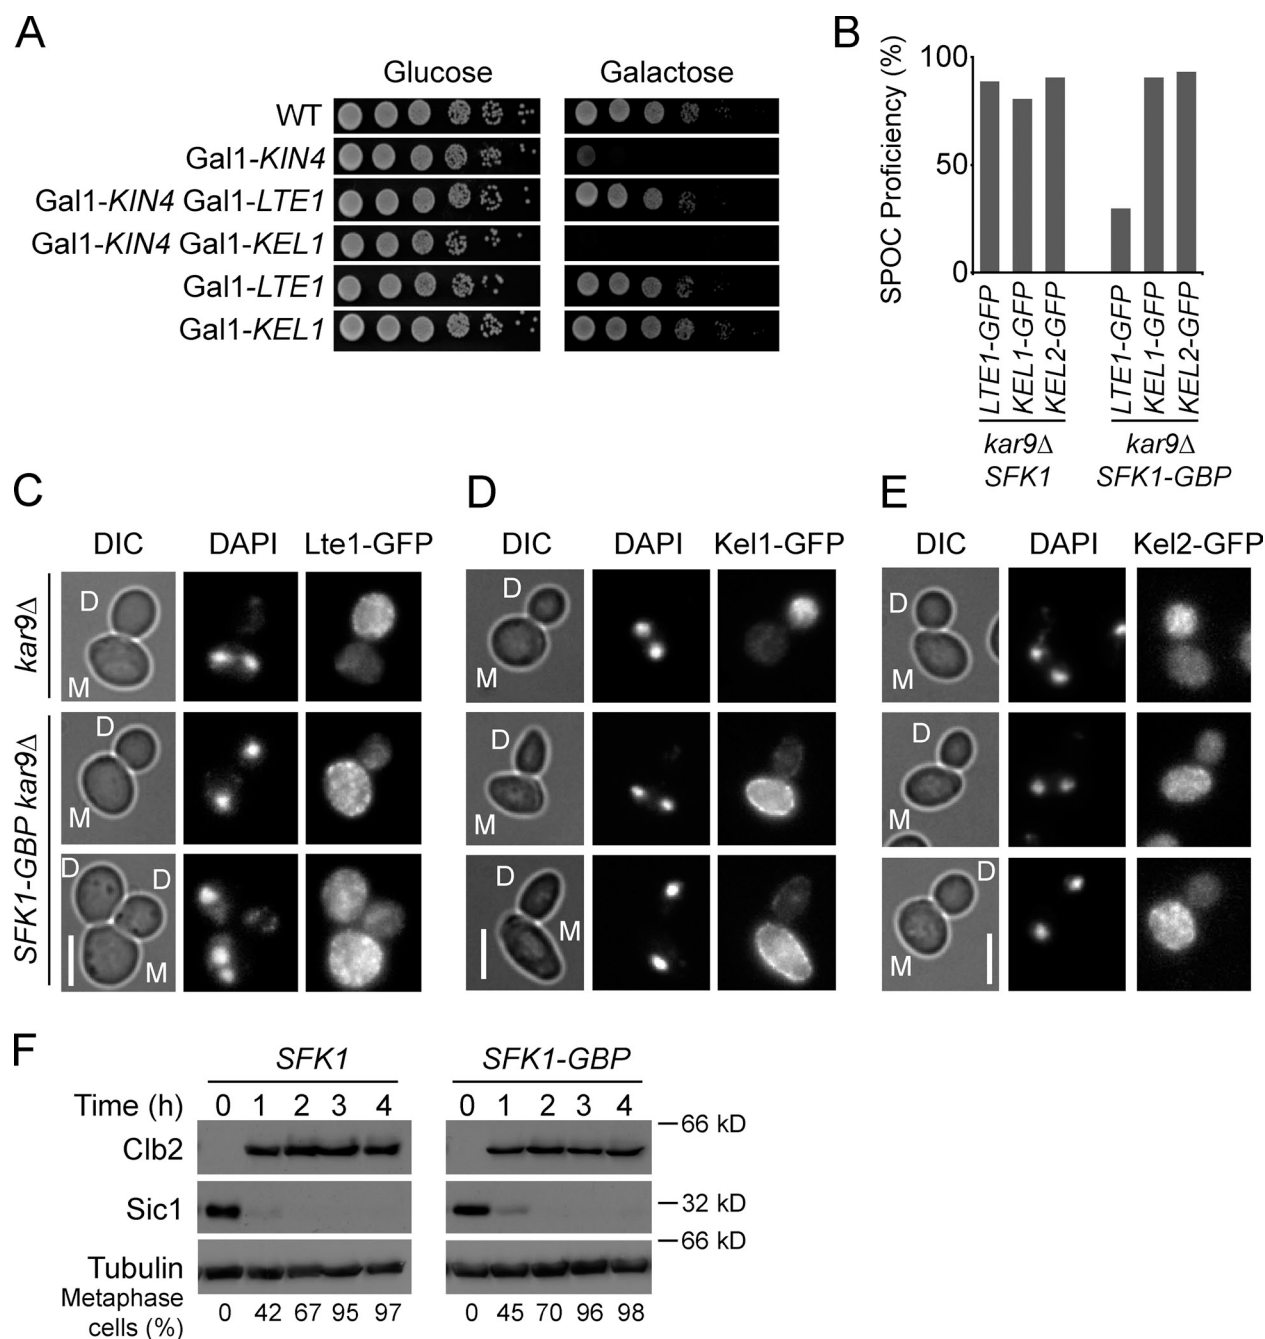 A
Glucose Galactose
WT
Gal1-KIN4
Gal1-KIN4 Gal1-LTE1
Gal1-KIN4 Gal1-KEL1
Gal1-LTE1
Gal1-KEL1
B
SPOC Proficiency (%)
100
50
0
LTE1-GFP
KEL1-GFP
KEL2-GFP
LTE1-GFP
KEL1-GFP
KEL2-GFP
kar9Δ kar9Δ
SFK1 SFK1-GBP
C
DIC DAPI Lte1-GFP
kar9Δ
SFK1-GBP kar9Δ
D
M
D
M
D D
M
D
DIC DAPI Kel1-GFP
D
M
D
M
D
M
E
DIC DAPI Kel2-GFP
D
M
D
M
D
M
F
SFK1 SFK1-GBP
Time (h) 0 1 2 3 4 0 1 2 3 4
66 kD
Clb2
Sic1 32 kD
66 kD
Tubulin
Metaphase
cells (%) 0 42 67 95 97 0 45 70 96 98